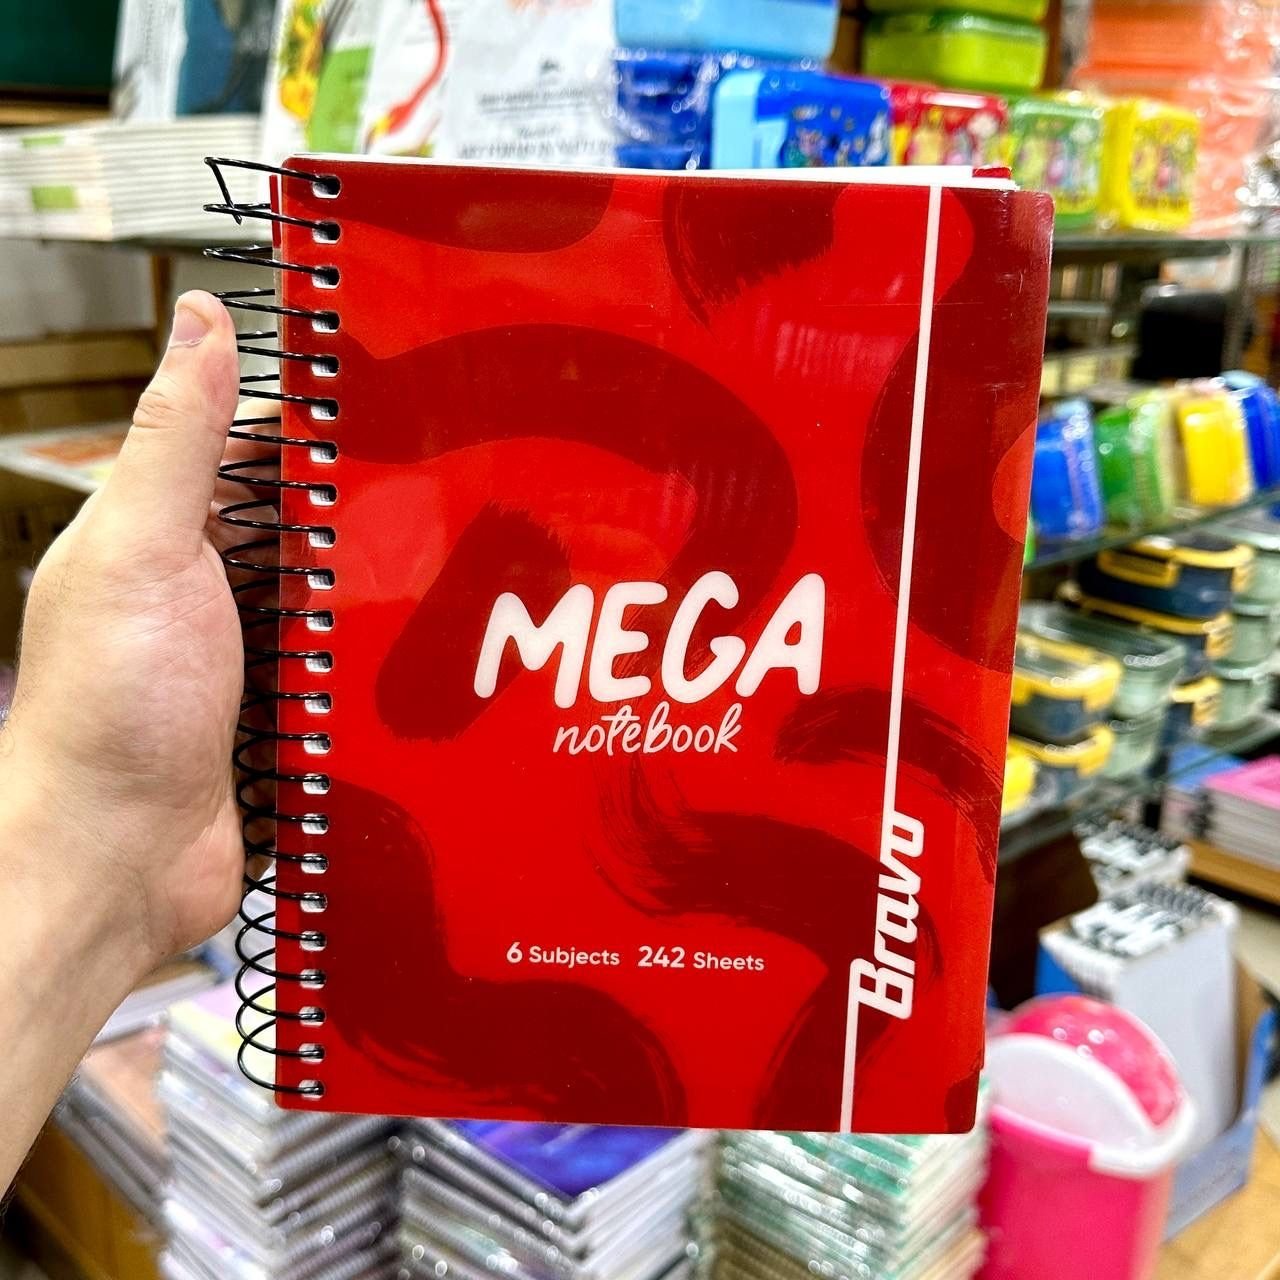 MEGA
notebook
Bravo
6 Subjects 242 Sheets